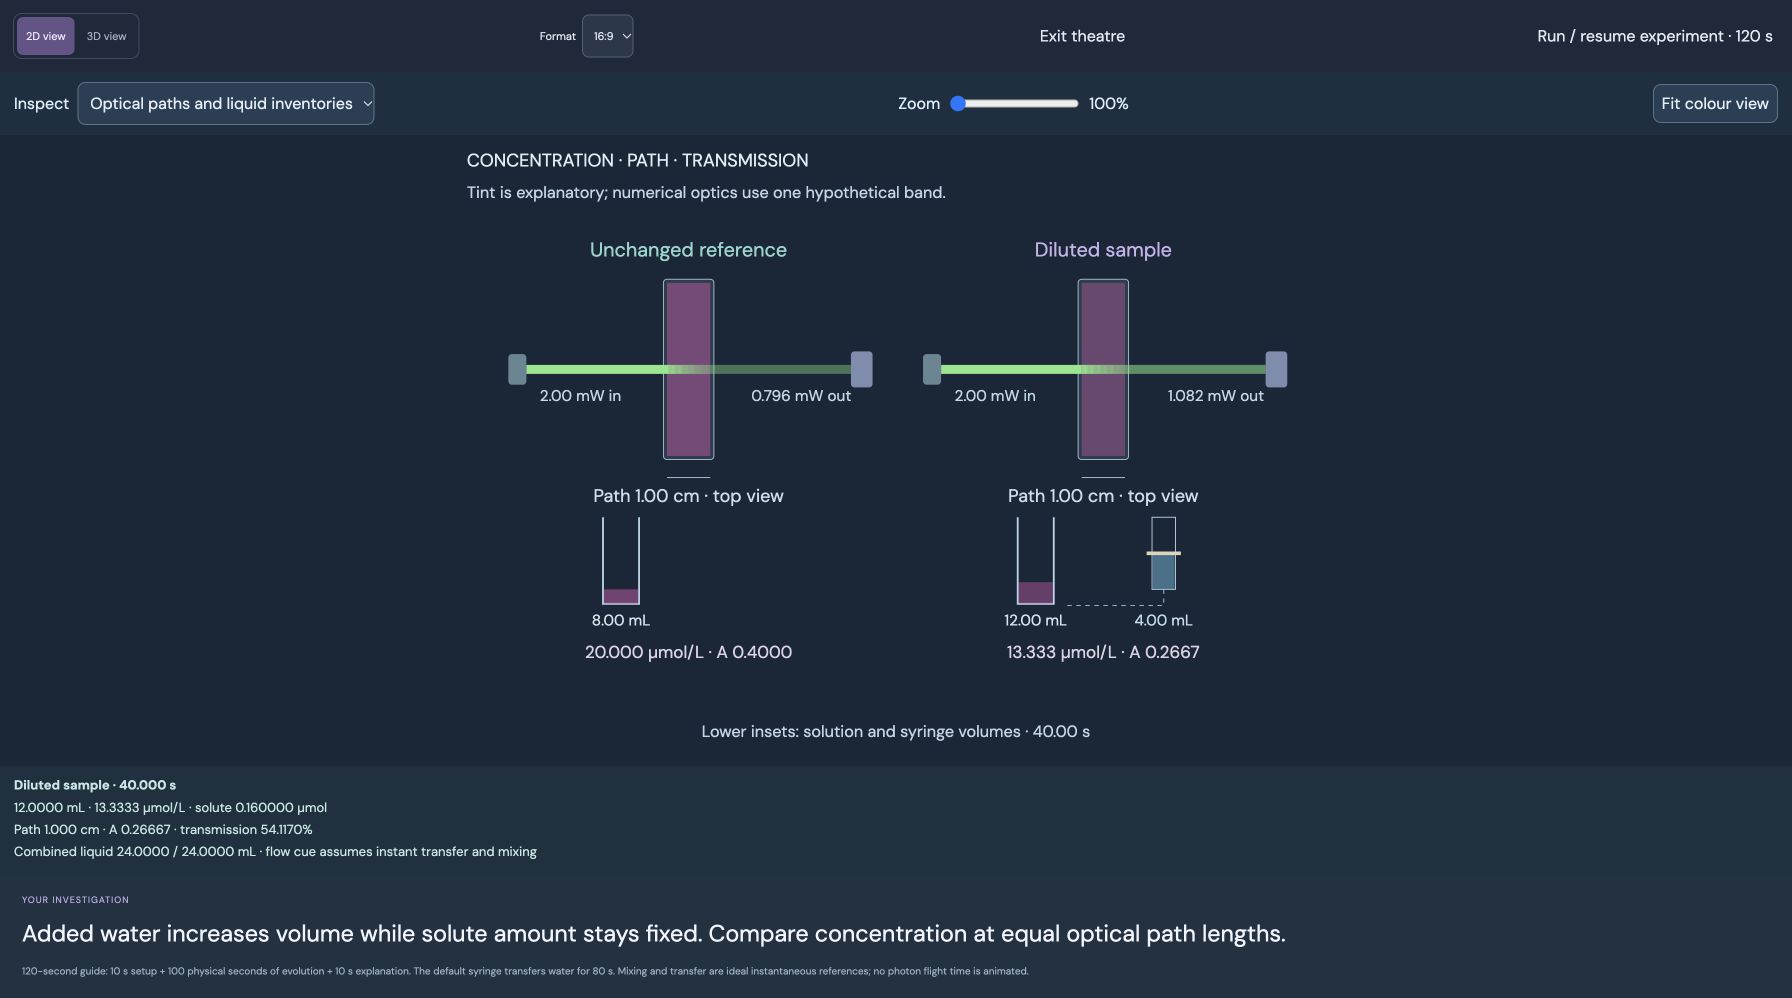 2D view
3D view
Format
16:9
Exit theatre
Run / resume experiment · 120 s
Inspect
Optical paths and liquid inventories
Zoom
100%
Fit colour view
CONCENTRATION · PATH · TRANSMISSION
Tint is explanatory; numerical optics use one hypothetical band.
Unchanged reference
Diluted sample
2.00 mW in
0.796 mW out
2.00 mW in
1.082 mW out
Path 1.00 cm · top view
Path 1.00 cm · top view
8.00 mL
12.00 mL
4.00 mL
20.000 µmol/L · A 0.4000
13.333 µmol/L · A 0.2667
Lower insets: solution and syringe volumes · 40.00 s
Diluted sample · 40.000 s
12.0000 mL · 13.3333 µmol/L · solute 0.160000 µmol
Path 1.000 cm · A 0.26667 · transmission 54.1170%
Combined liquid 24.0000 / 24.0000 mL · flow cue assumes instant transfer and mixing
YOUR INVESTIGATION
Added water increases volume while solute amount stays fixed. Compare concentration at equal optical path lengths.
120-second guide: 10 s setup + 100 physical seconds of evolution + 10 s explanation. The default syringe transfers water for 80 s. Mixing and transfer are ideal instantaneous references; no photon flight time is animated.